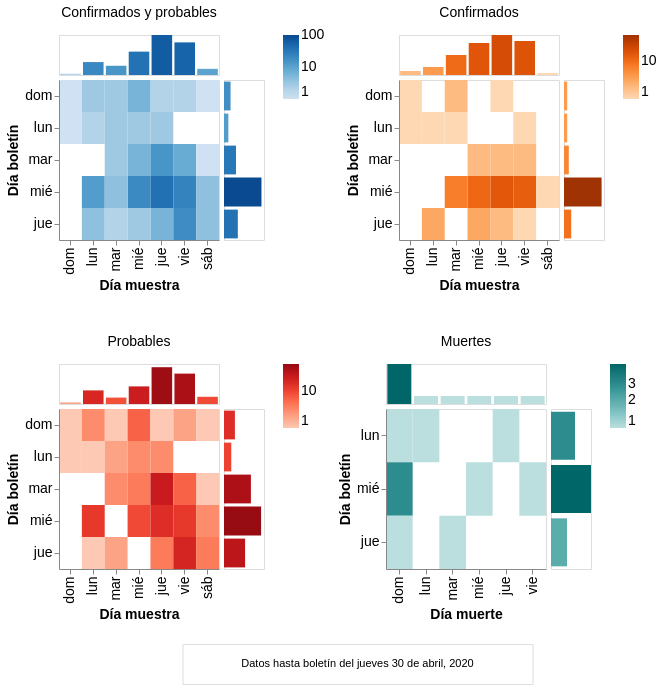 Confirmados y probables
100
10
1
dom
lun
mar
mié
jue
Día boletín
dom
lun
mar
mié
jue
vie
sáb
Día muestra
Confirmados
10
1
dom
lun
mar
mié
jue
Día boletín
dom
lun
mar
mié
jue
vie
sáb
Día muestra
Probables
10
1
dom
lun
mar
mié
jue
Día boletín
dom
lun
mar
mié
jue
vie
sáb
Día muestra
Muertes
3
2
1
lun
mié
jue
Día boletín
dom
lun
mar
mié
jue
vie
Día muerte
Datos hasta boletín del jueves 30 de abril, 2020